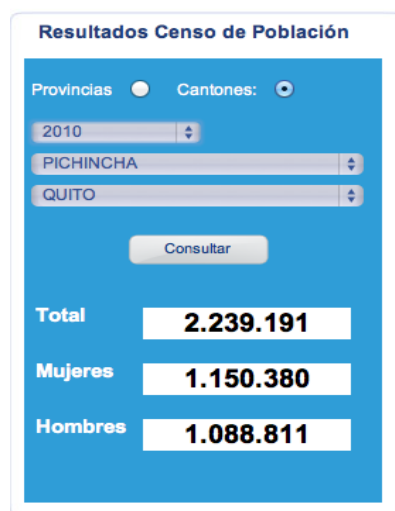 Resultados Censo de Población
Provincias Cantones:
2010
PICHINCHA
QUITO
Consultar
Total 2.239.191
Mujeres 1.150.380
Hombres 1.088.811